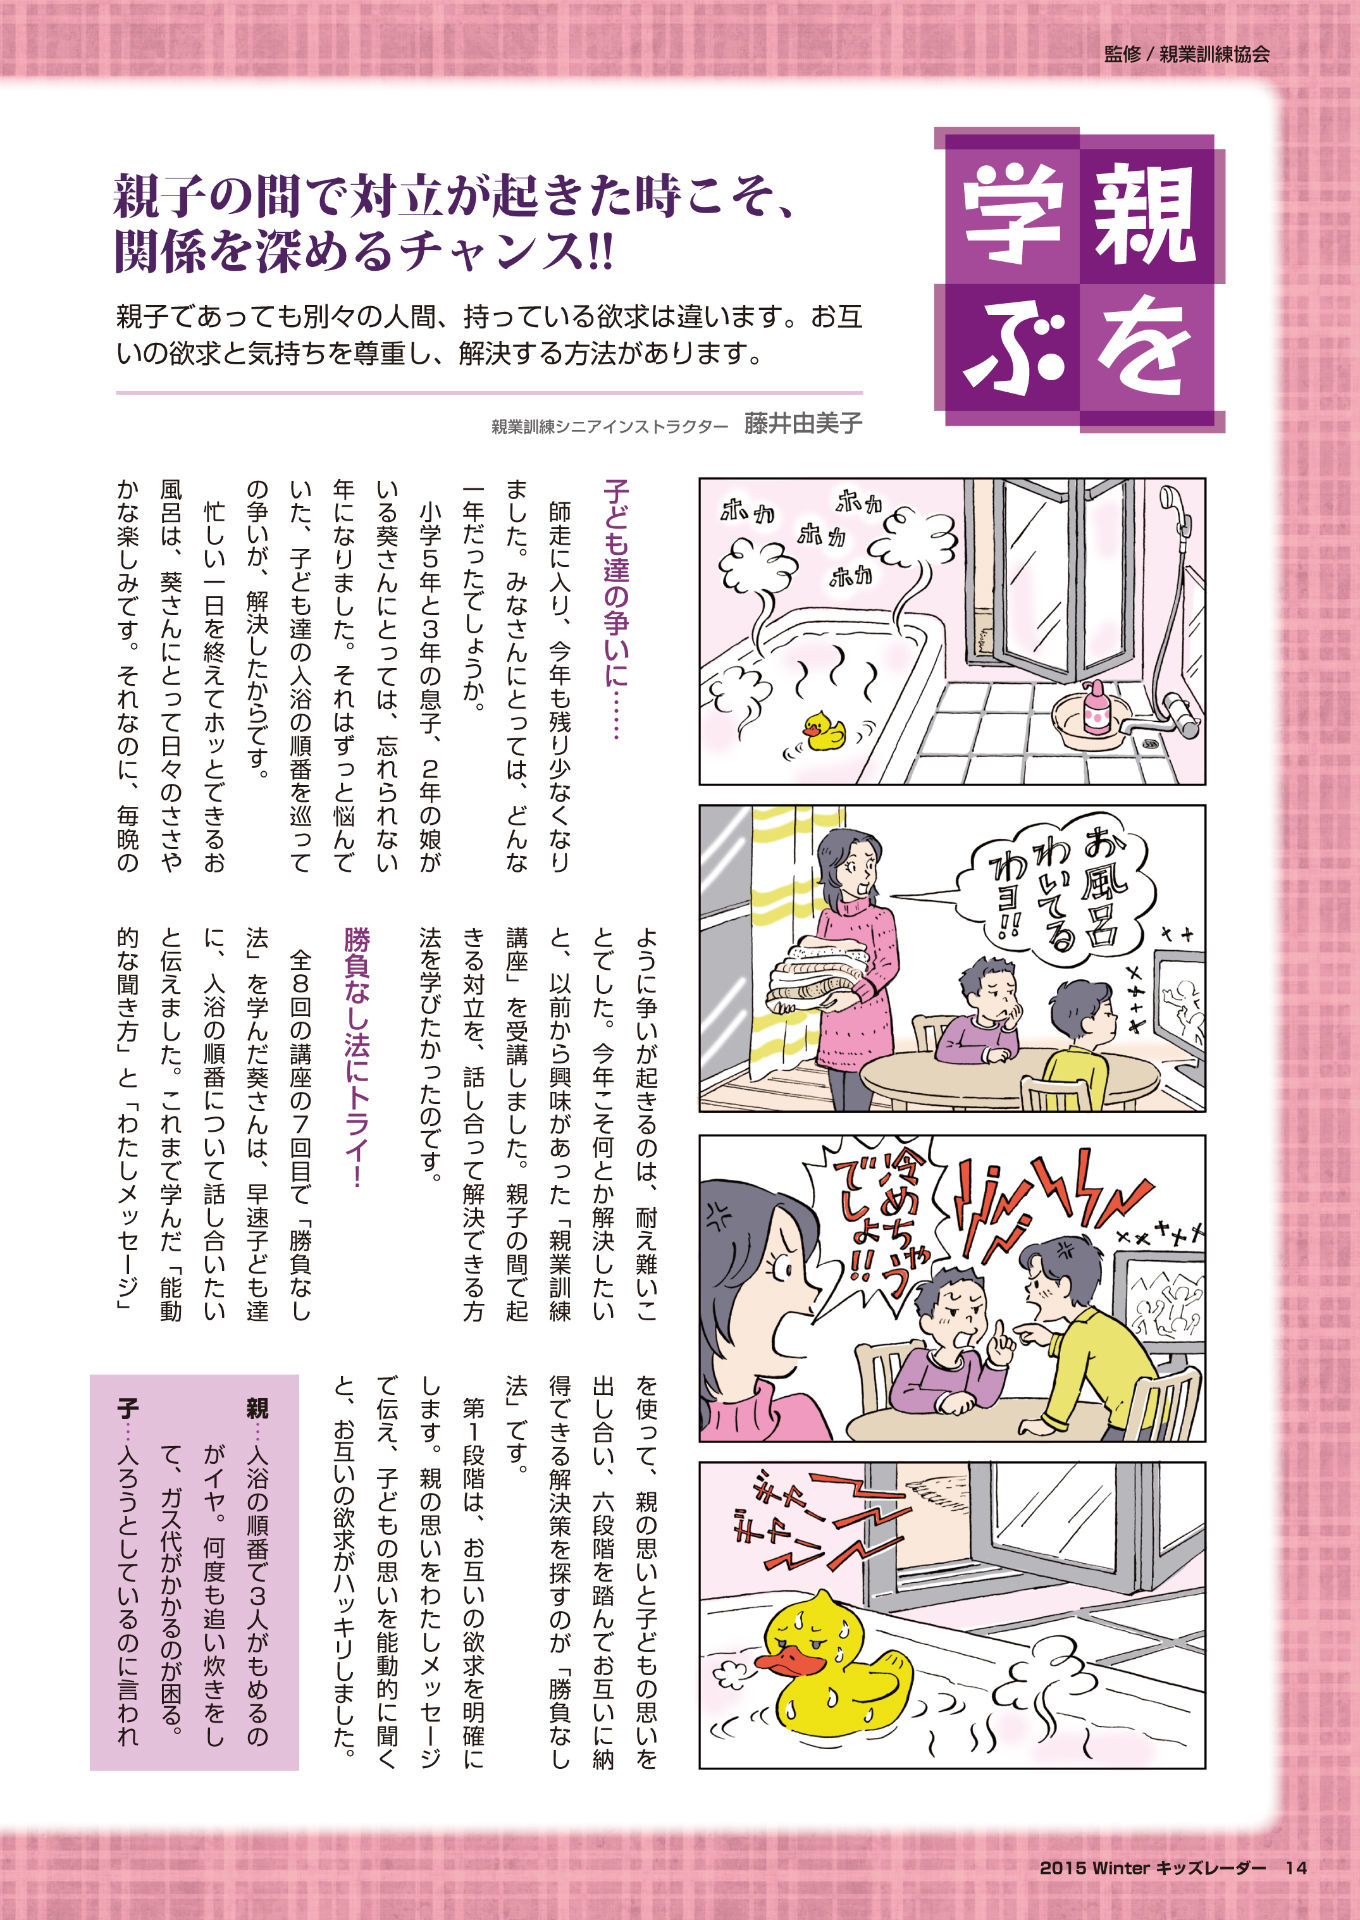 監修 / 親業訓練協会
親を
学ぶ
親子の間で対立が起きた時こそ、
関係を深めるチャンス!!
親子であっても別々の人間、持っている欲求は違います。お互
いの欲求と気持ちを尊重し、解決する方法があります。
親業訓練シニアインストラクター　藤井由美子
ホカ
ホカ
ホカ
ホカ
お風呂
わいてる
わヨ!!
冷めちゃう
でしょ!!
ギャー
ギャー
子ども達の争いに……
師走に入り、今年も残り少なくなり
ました。みなさんにとっては、どんな
一年だったでしょうか。
小学５年と３年の息子、２年の娘が
いる葵さんにとっては、忘れられない
年になりました。それはずっと悩んで
いた、子ども達の入浴の順番を巡って
の争いが、解決したからです。
忙しい一日を終えてホッとできるお
風呂は、葵さんにとって日々のささや
かな楽しみです。それなのに、毎晩の
ように争いが起きるのは、耐え難いこ
とでした。今年こそ何とか解決したい
と、以前から興味があった「親業訓練
講座」を受講しました。親子の間で起
きる対立を、話し合って解決できる方
法を学びたかったのです。
勝負なし法にトライ！
全８回の講座の７回目で「勝負なし
法」を学んだ葵さんは、早速子ども達
に、入浴の順番について話し合いたい
と伝えました。これまで学んだ「能動
的な聞き方」と「わたしメッセージ」
を使って、親の思いと子どもの思いを
出し合い、六段階を踏んでお互いに納
得できる解決策を探すのが「勝負なし
法」です。
第１段階は、お互いの欲求を明確に
します。親の思いをわたしメッセージ
で伝え、子どもの思いを能動的に聞く
と、お互いの欲求がハッキリしました。
親…入浴の順番で３人がもめるの
がイヤ。何度も追い炊きをし
て、ガス代がかかるのが困る。
子…入ろうとしているのに言われ
2015 Winter キッズレーダー　14